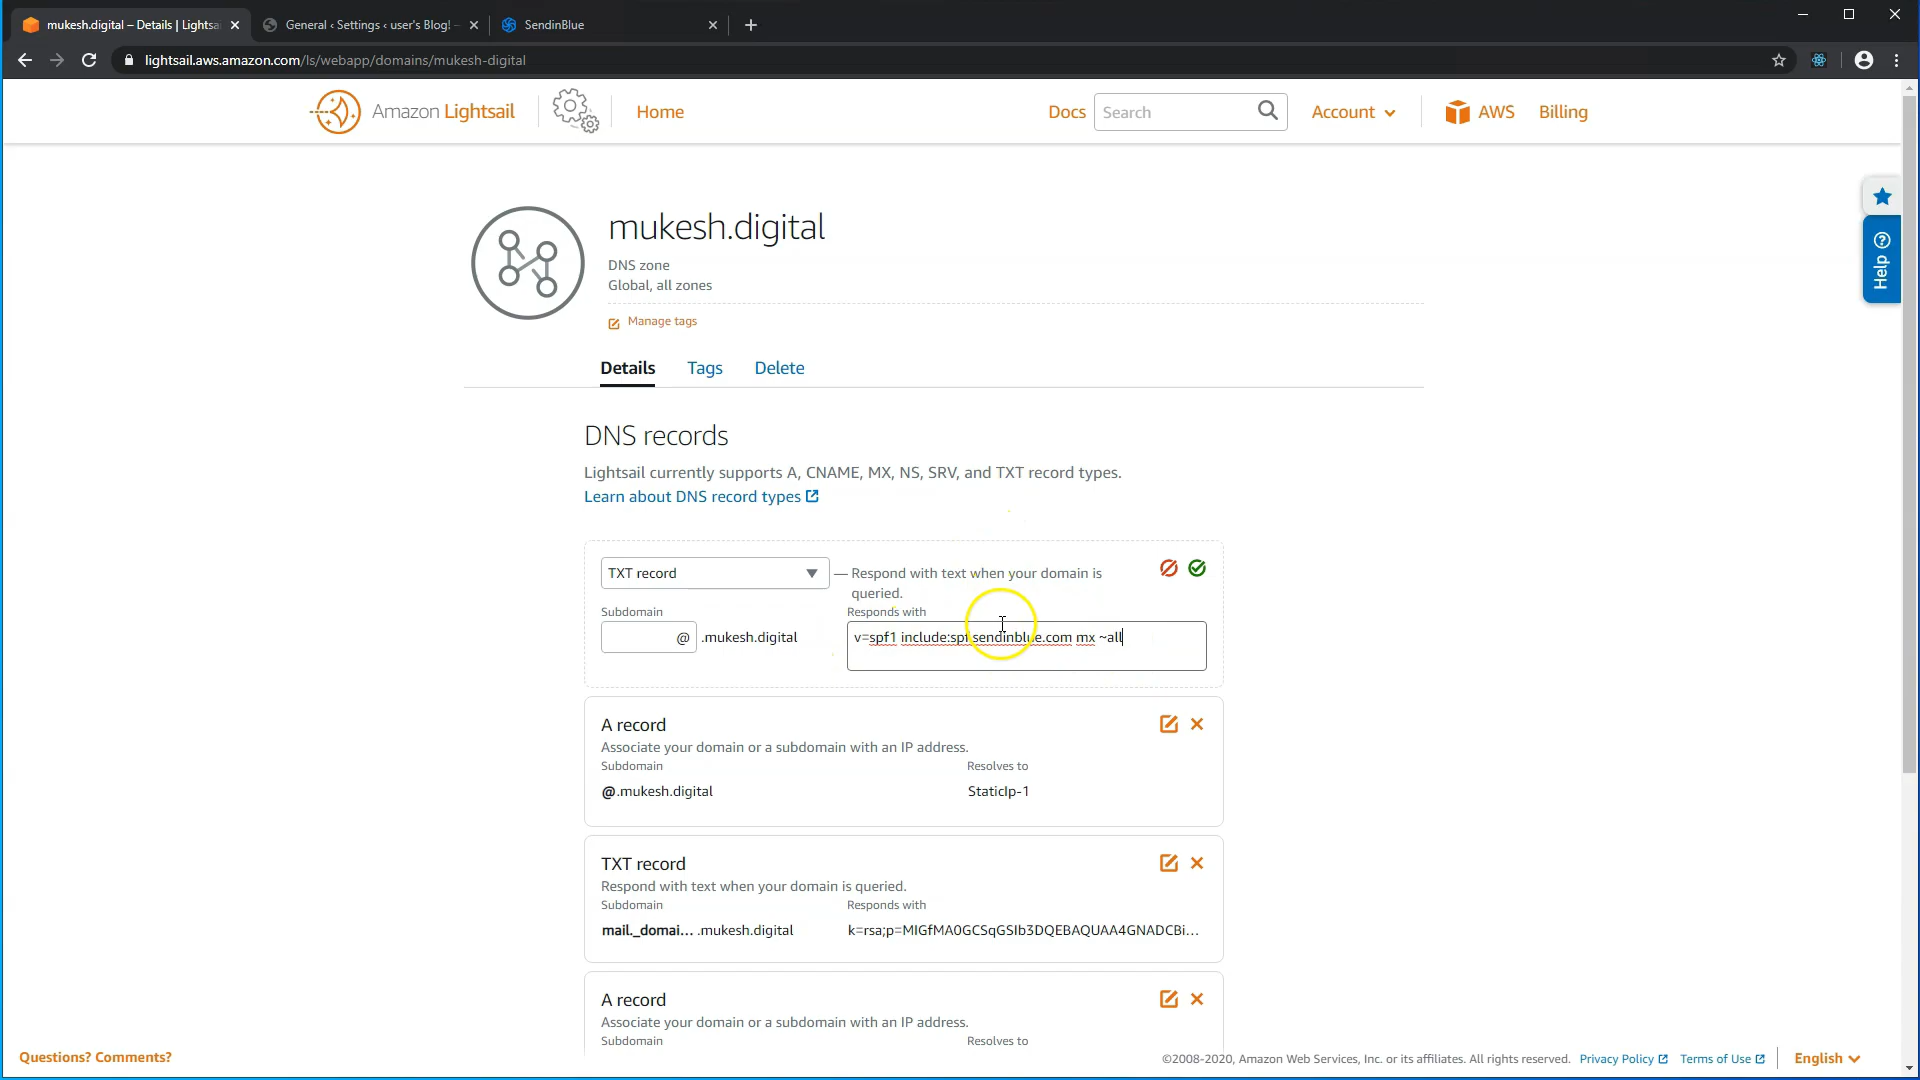 mukesh.digital – Details | Lightsa
General ‹ Settings ‹ user's Blog! –
SendinBlue
lightsail.aws.amazon.com/ls/webapp/domains/mukesh-digital
Amazon Lightsail
Home
Docs
Search
Account
AWS
Billing
Help
mukesh.digital
DNS zone
Global, all zones
Manage tags
Details
Tags
Delete
DNS records
Lightsail currently supports A, CNAME, MX, NS, SRV, and TXT record types.
Learn about DNS record types
TXT record
— Respond with text when your domain is
queried.
Subdomain
Responds with
@ .mukesh.digital
v=spf1 include:spf.sendinblue.com mx ~all
A record
Associate your domain or a subdomain with an IP address.
Subdomain
Resolves to
@.mukesh.digital
StaticIp-1
TXT record
Respond with text when your domain is queried.
Subdomain
Responds with
mail._domai... .mukesh.digital
k=rsa;p=MIGfMA0GCSqGSIb3DQEBAQUAA4GNADCBi...
A record
Associate your domain or a subdomain with an IP address.
Subdomain
Resolves to
Questions? Comments?
©2008-2020, Amazon Web Services, Inc. or its affiliates. All rights reserved.
Privacy Policy
Terms of Use
English